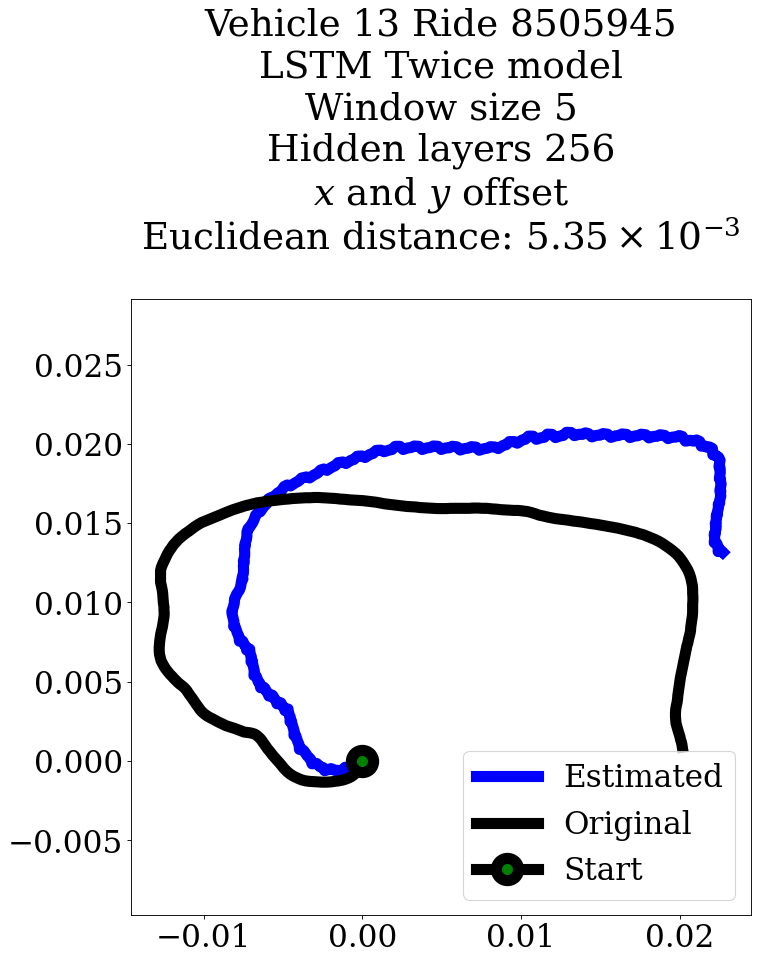 Vehicle 13 Ride 8505945
LSTM Twice model
Window size 5
Hidden layers 256
x and y offset
Euclidean distance: 5.35 × 10⁻³
0.025
0.020
0.015
0.010
0.005
0.000
−0.005
Estimated
Original
Start
−0.01 0.00 0.01 0.02